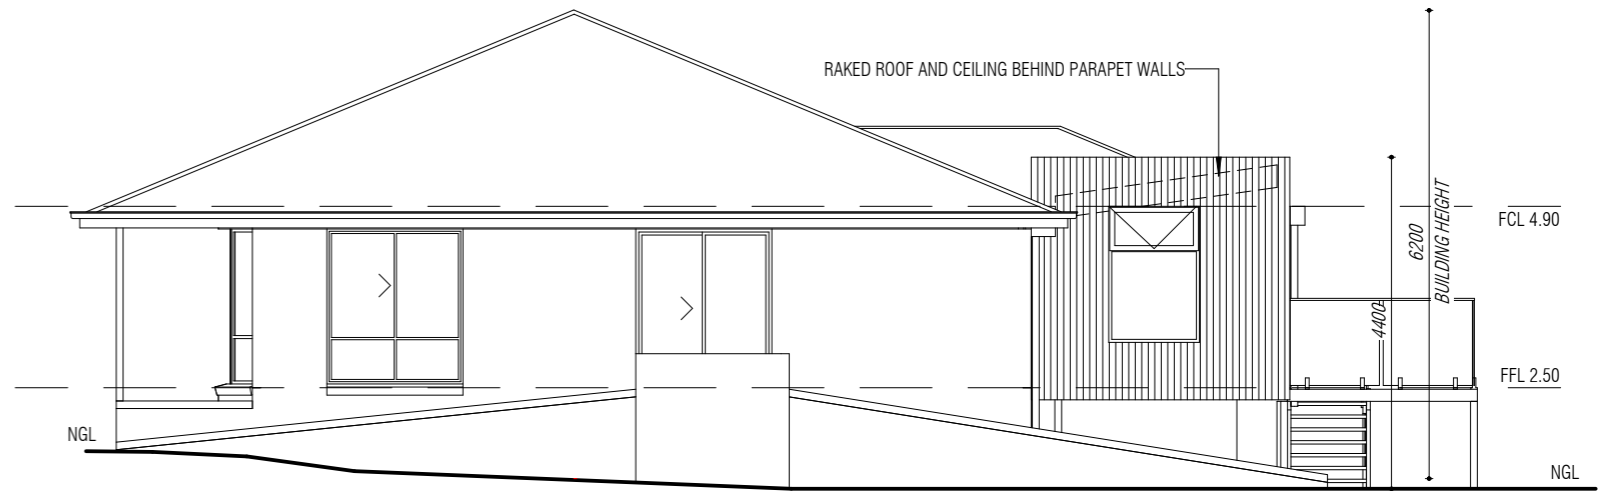 RAKED ROOF AND CEILING BEHIND PARAPET WALLS
FCL 4.90
6200
BUILDING HEIGHT
4400
FFL 2.50
NGL
NGL